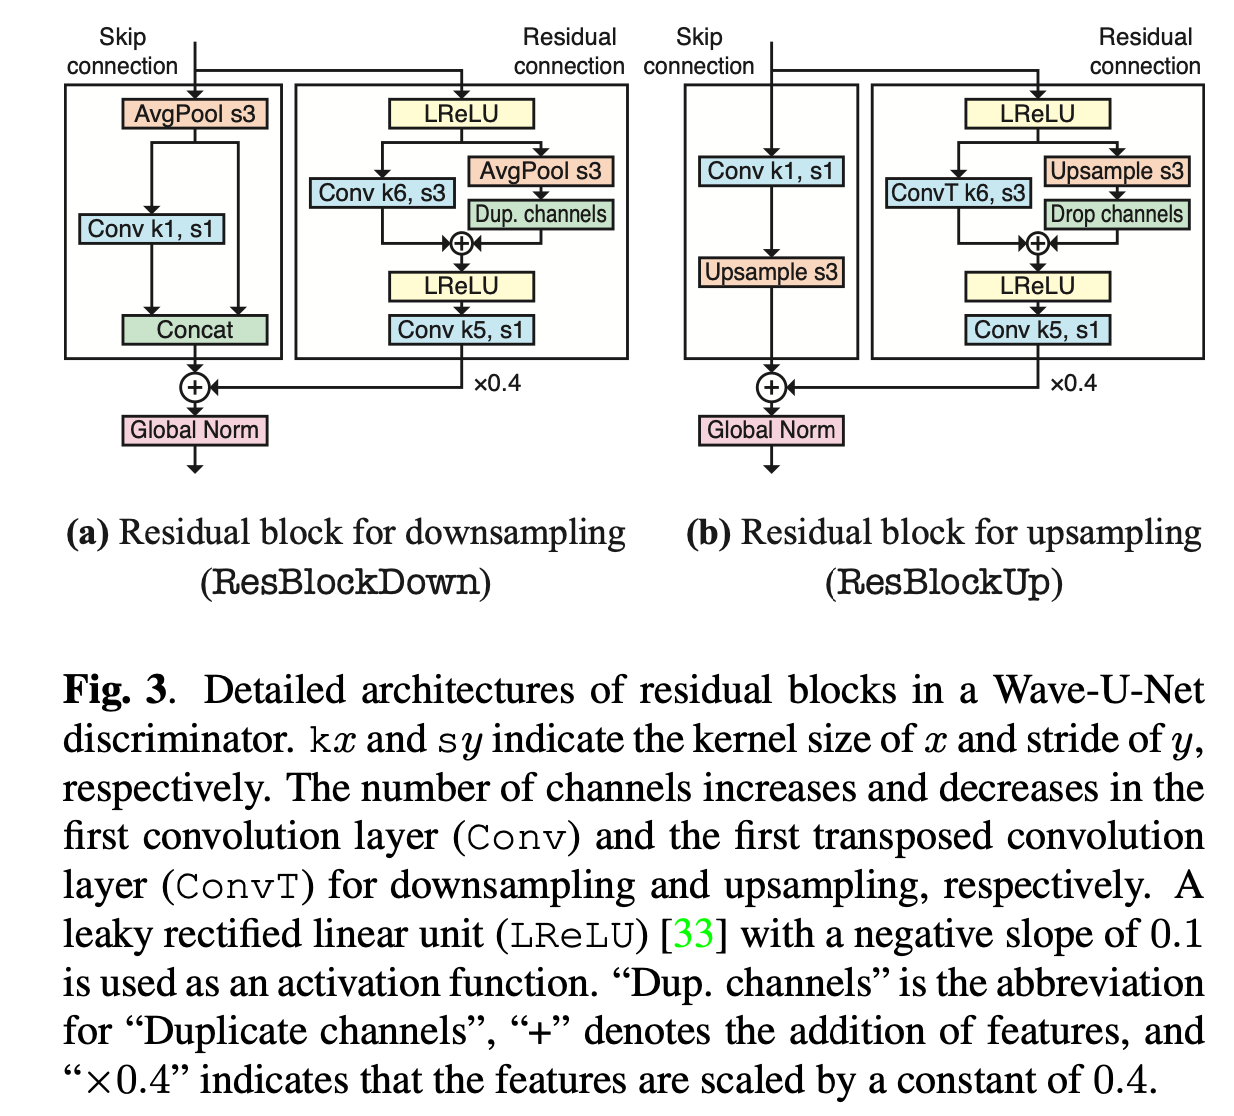 Skip
connection
Residual
connection
AvgPool s3
Conv k1, s1
Concat
LReLU
Conv k6, s3
AvgPool s3
Dup. channels
+
LReLU
Conv k5, s1
×0.4
+
Global Norm
Skip
connection
Residual
connection
Conv k1, s1
Upsample s3
LReLU
ConvT k6, s3
Upsample s3
Drop channels
+
LReLU
Conv k5, s1
×0.4
+
Global Norm
(a) Residual block for downsampling
(ResBlockDown)
(b) Residual block for upsampling
(ResBlockUp)
Fig. 3. Detailed architectures of residual blocks in a Wave-U-Net
discriminator. kx and sy indicate the kernel size of x and stride of y,
respectively. The number of channels increases and decreases in the
first convolution layer (Conv) and the first transposed convolution
layer (ConvT) for downsampling and upsampling, respectively. A
leaky rectified linear unit (LReLU) [33] with a negative slope of 0.1
is used as an activation function. “Dup. channels” is the abbreviation
for “Duplicate channels”, “+” denotes the addition of features, and
“×0.4” indicates that the features are scaled by a constant of 0.4.